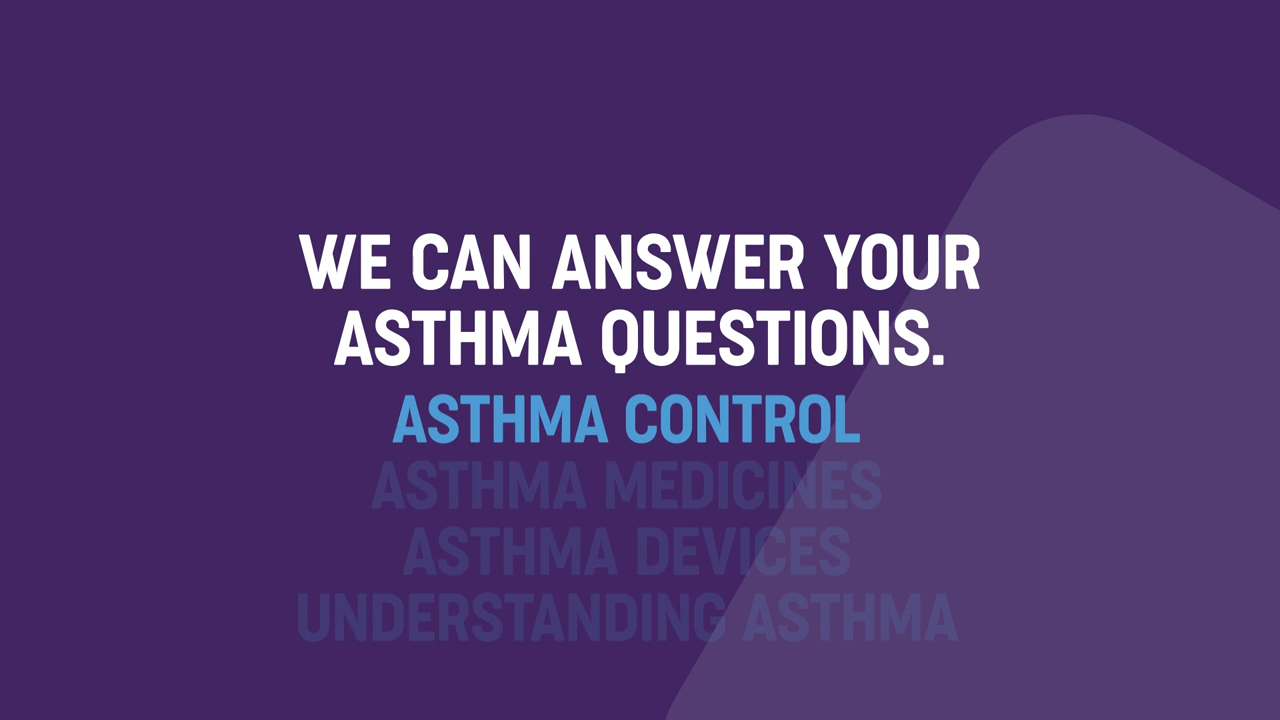 WE CAN ANSWER YOUR
ASTHMA QUESTIONS.
ASTHMA CONTROL
ASTHMA MEDICINES
ASTHMA DEVICES
UNDERSTANDING ASTHMA